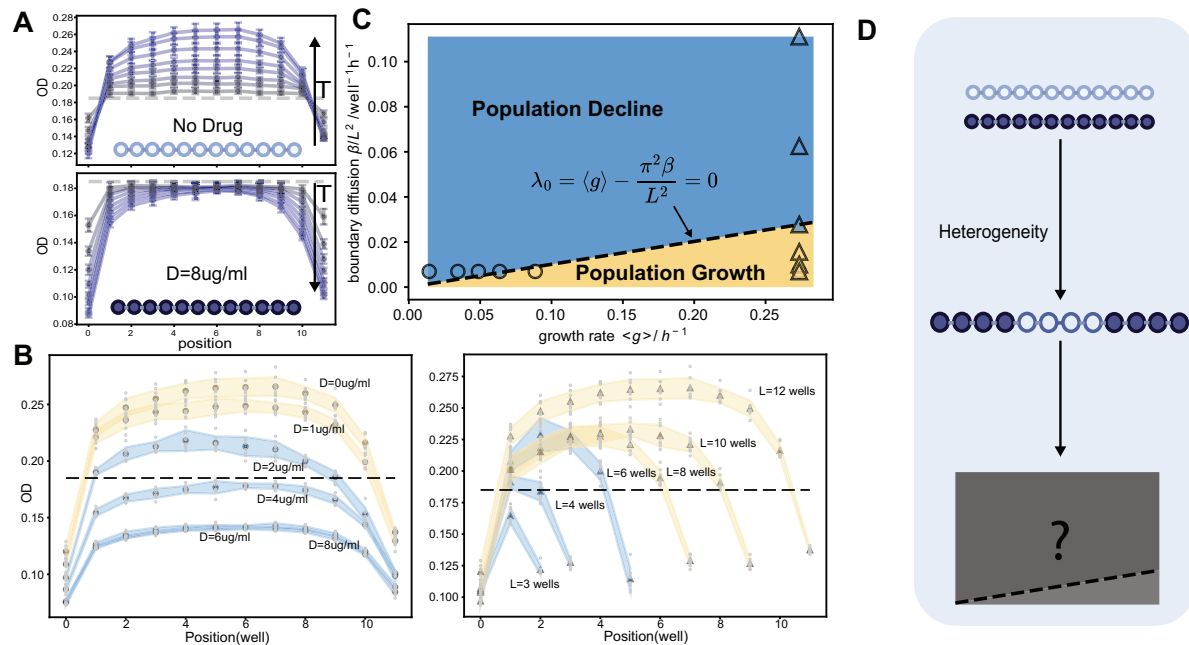 A
0.28
0.26
0.24
0.22
0.20
0.18
0.16
0.14
0.12
OD
T
No Drug
0 2 4 6 8 10
0.18
0.16
0.14
0.12
0.10
0.08
OD
T
D=8ug/ml
0 2 4 6 8 10
position
C
boundary diffusion β/L² /well⁻¹h⁻¹
0.10
0.08
0.06
0.04
0.02
0.00
Population Decline
λ₀ = ⟨g⟩ − π²β/L² = 0
Population Growth
0.00 0.05 0.10 0.15 0.20 0.25
growth rate <g>/ h⁻¹
B
OD
0.25
0.20
0.15
0.10
D=0ug/ml
D=1ug/ml
D=2ug/ml
D=4ug/ml
D=6ug/ml
D=8ug/ml
0 2 4 6 8 10
Position(well)
0.275
0.250
0.225
0.200
0.175
0.150
0.125
0.100
L=12 wells
L=10 wells
L=6 wells
L=8 wells
L=4 wells
L=3 wells
0 2 4 6 8 10
Position(well)
D
Heterogeneity
?